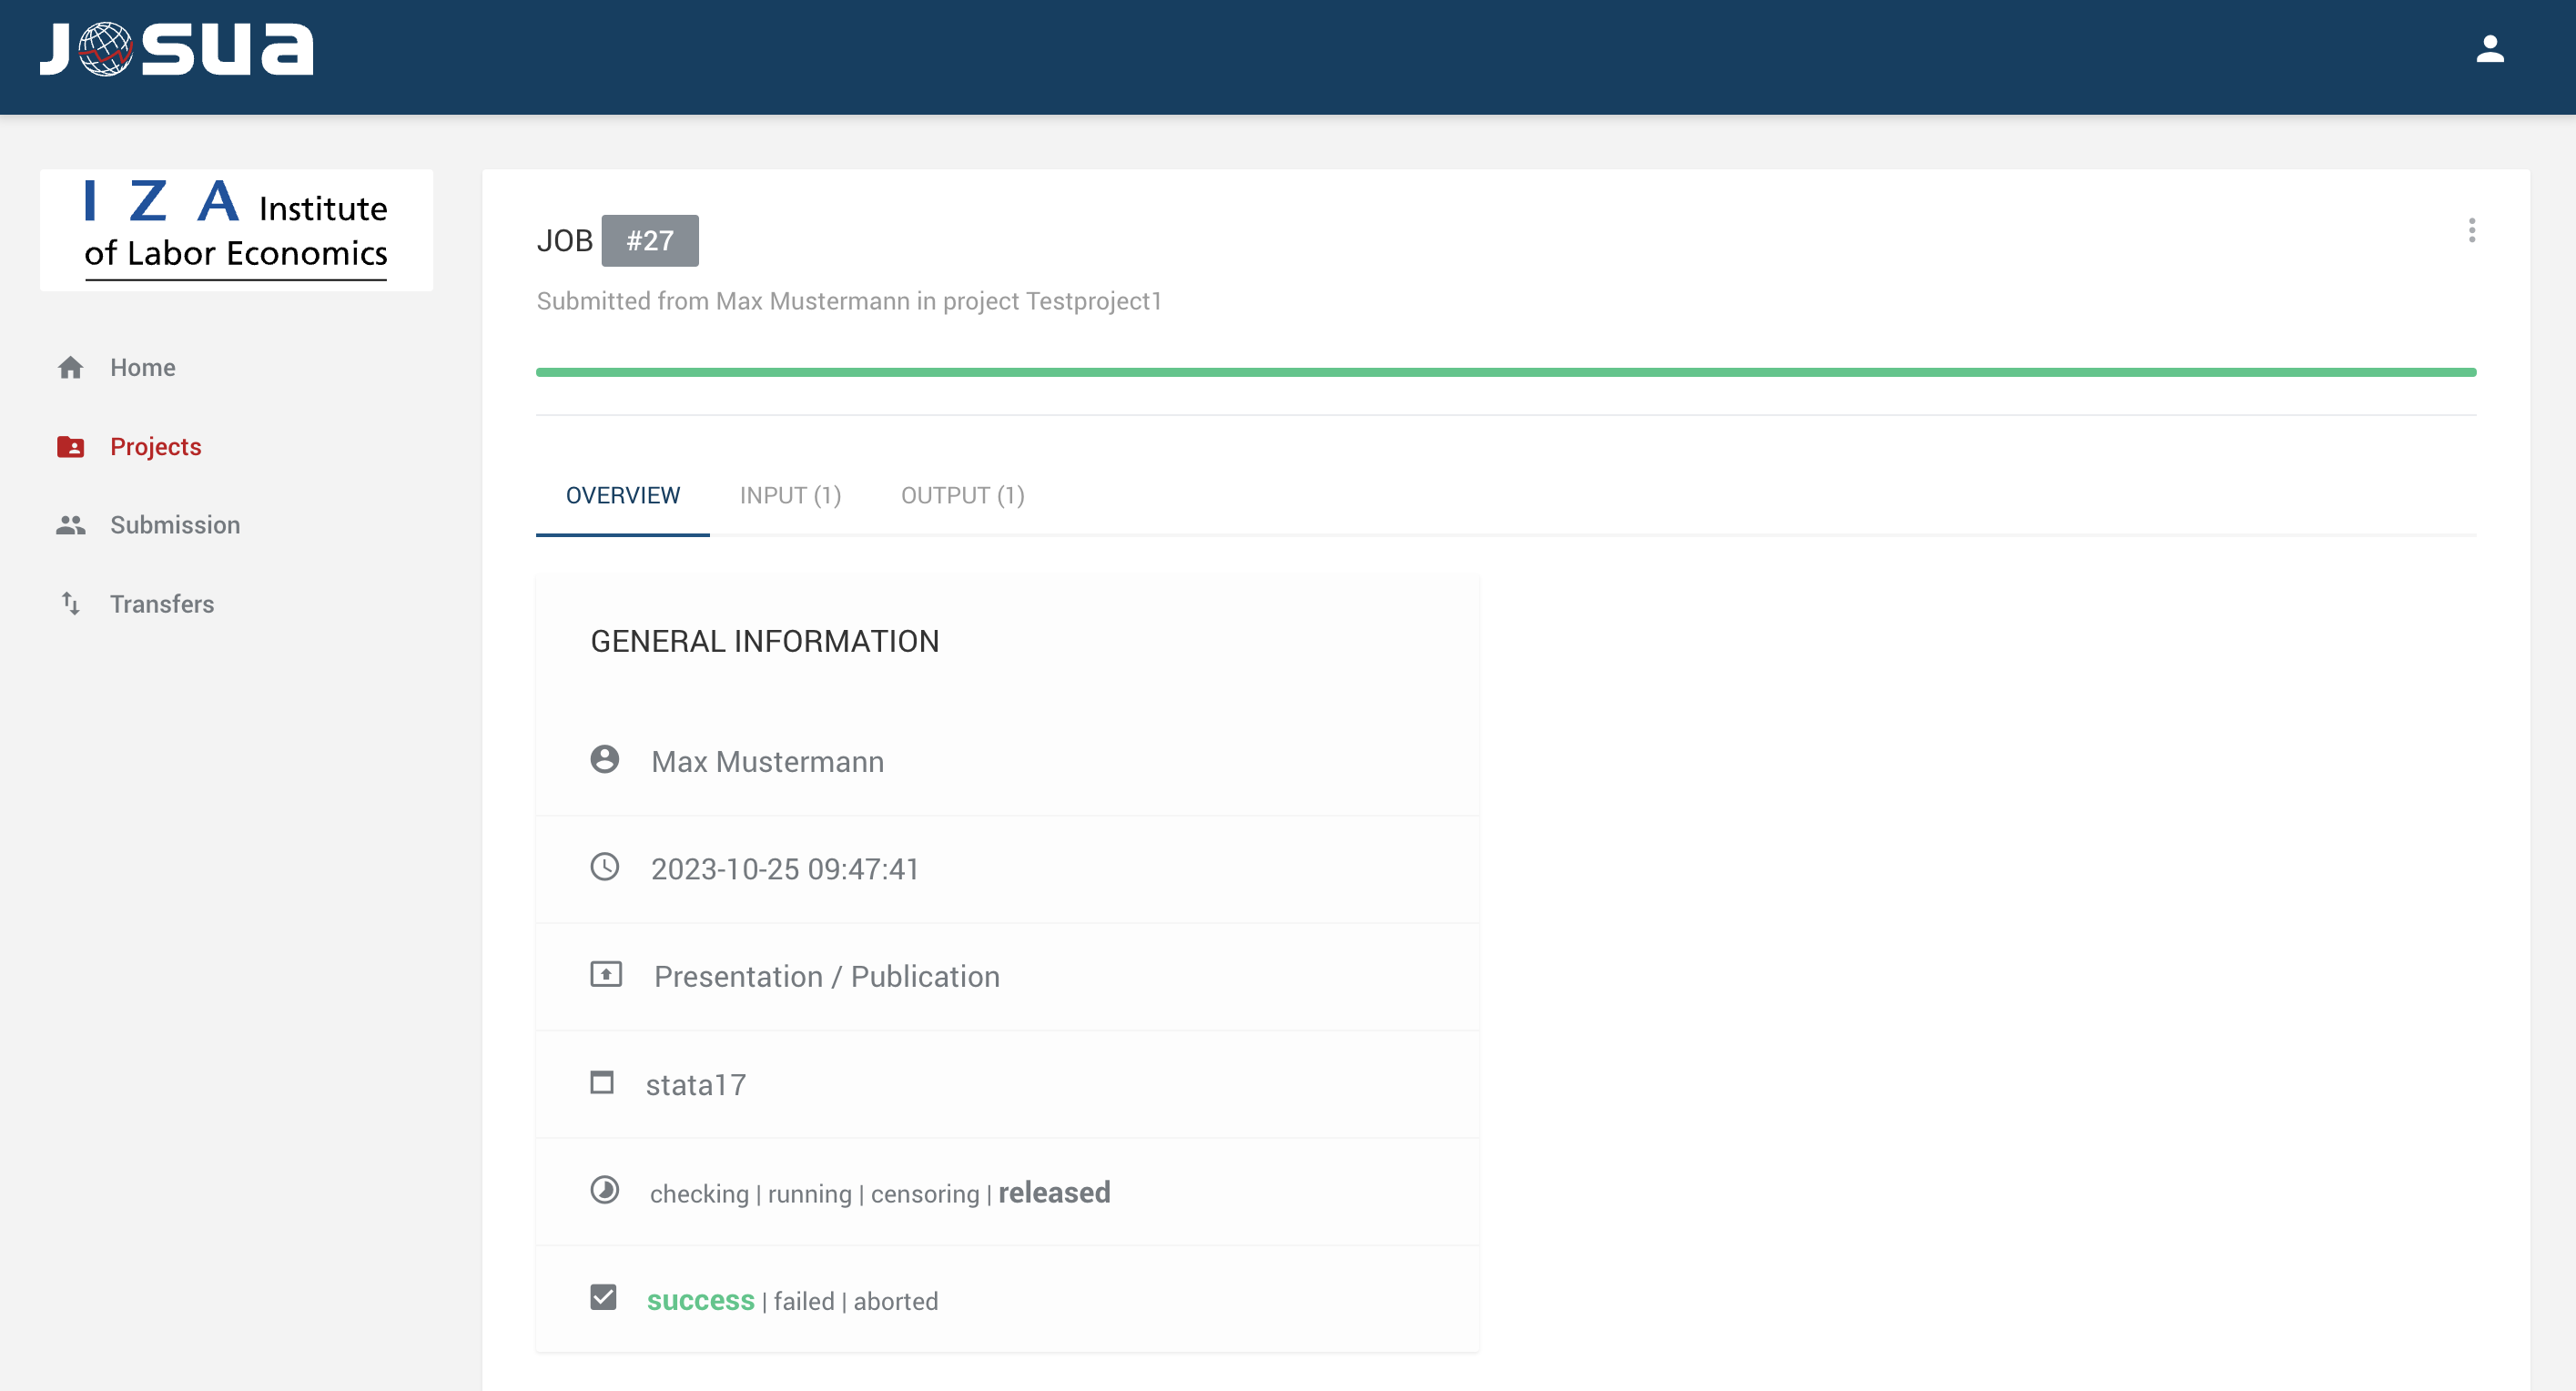 Josua
I Z A Institute
of Labor Economics
Home
Projects
Submission
Transfers
JOB #27
Submitted from Max Mustermann in project Testproject1
OVERVIEW INPUT (1) OUTPUT (1)
GENERAL INFORMATION
Max Mustermann
2023-10-25 09:47:41
Presentation / Publication
stata17
checking | running | censoring | released
success | failed | aborted